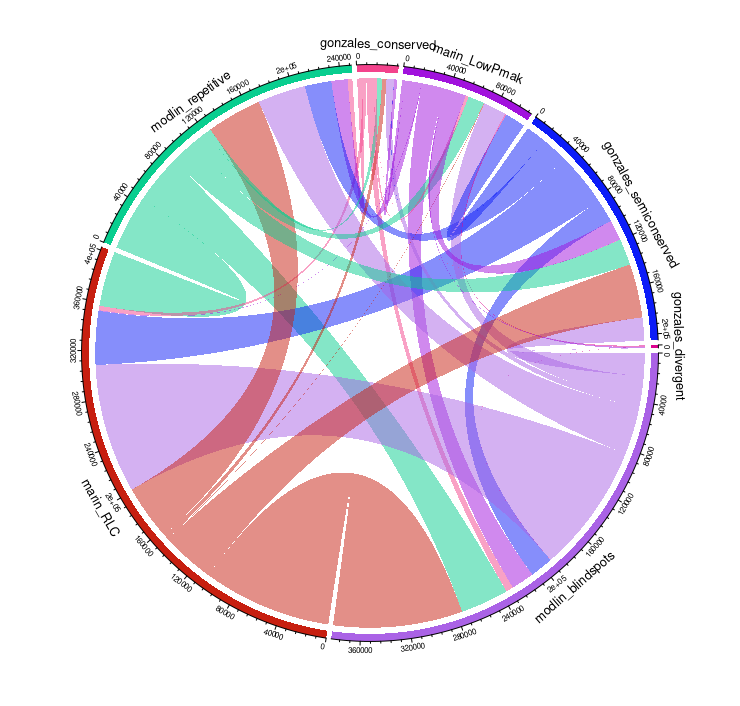 gonzales_conserved
0
marin_LowPmak
0
40000
80000
gonzales_semiconserved
0
40000
80000
120000
160000
2e+05
gonzales_divergent
0
0
modlin_blindspots
40000
80000
120000
160000
2e+05
240000
280000
320000
360000
marin_RLC
0
40000
80000
120000
160000
2e+05
240000
280000
320000
360000
4e+05
modlin_repetitive
0
40000
80000
120000
160000
2e+05
240000